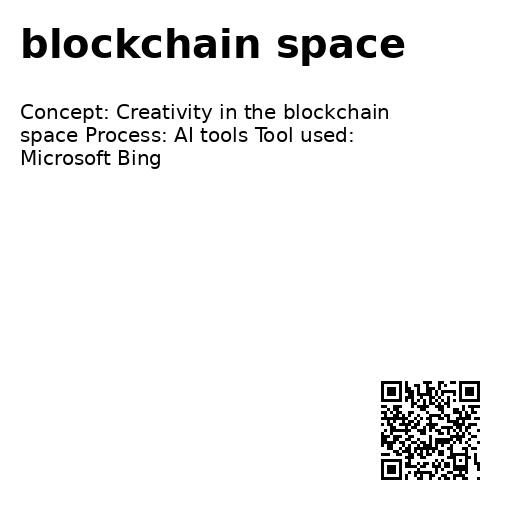 blockchain space
Concept: Creativity in the blockchain
space Process: AI tools Tool used:
Microsoft Bing